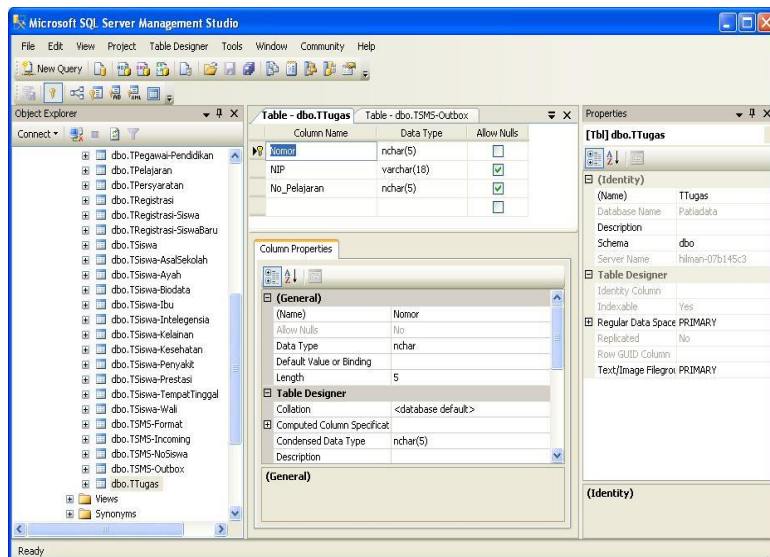 Microsoft SQL Server Management Studio
File Edit View Project Table Designer Tools Window Community Help
New Query
Object Explorer
Connect
dbo.TPegawai-Pendidikan
dbo.TPelajaran
dbo.TPersyaratan
dbo.TRegistrasi
dbo.TRegistrasi-Siswa
dbo.TRegistrasi-SiswaBaru
dbo.TSiswa
dbo.TSiswa-AsalSekolah
dbo.TSiswa-Ayah
dbo.TSiswa-Biodata
dbo.TSiswa-Ibu
dbo.TSiswa-Intelegensia
dbo.TSiswa-Kelainan
dbo.TSiswa-Kesehatan
dbo.TSiswa-Penyakit
dbo.TSiswa-Prestasi
dbo.TSiswa-TempatTinggal
dbo.TSiswa-Wali
dbo.TSMS-Format
dbo.TSMS-Incoming
dbo.TSMS-NoSiswa
dbo.TSMS-Outbox
dbo.TTugas
Views
Synonyms
Table - dbo.TTugas Table - dbo.TSMS-Outbox
Column Name Data Type Allow Nulls
Nomor nchar(5)
NIP varchar(18)
No_Pelajaran nchar(5)
Column Properties
(General)
(Name) Nomor
Allow Nulls No
Data Type nchar
Default Value or Binding
Length 5
Table Designer
Collation <database default>
Computed Column Specificat
Condensed Data Type nchar(5)
Description
(General)
Properties
[Tbl] dbo.TTugas
(Identity)
(Name) TTugas
Database Name Patiadata
Description
Schema dbo
Server Name hilman-07b145c3
Table Designer
Identity Column
Indexable Yes
Regular Data Space PRIMARY
Replicated No
Row GUID Column
Text/Image Filegrou PRIMARY
(Identity)
Ready